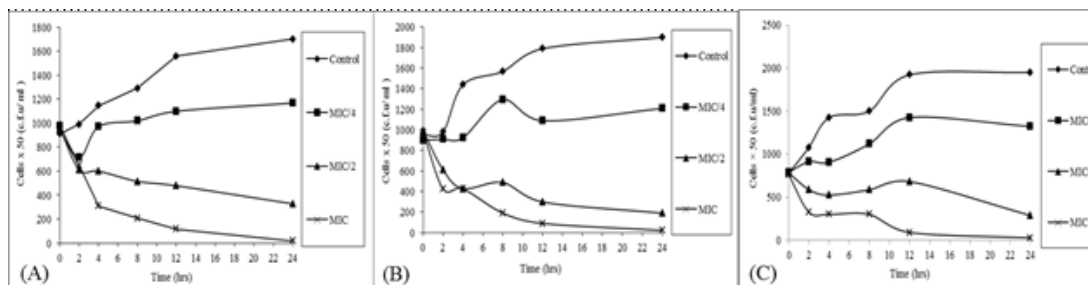 1800
1600
1400
1200
1000
800
600
400
200
0
Cells x 50 (c.f.u/ ml)
0 2 4 6 8 10 12 14 16 18 20 22 24
Time (hrs)
(A)
Control
MIC/4
MIC/2
MIC
2000
1800
1600
1400
1200
1000
800
600
400
200
0
Cells x 50 (c.f.u/ ml)
0 2 4 6 8 10 12 14 16 18 20 22 24
Time (hrs)
(B)
Control
MIC/4
MIC/2
MIC
2500
2000
1500
1000
500
0
Cells × 50 (c.f.u/ml)
0 2 4 6 8 10 12 14 16 18 20 22 24
Time (hrs)
(C)
Cont
MIC
MIC
MIC